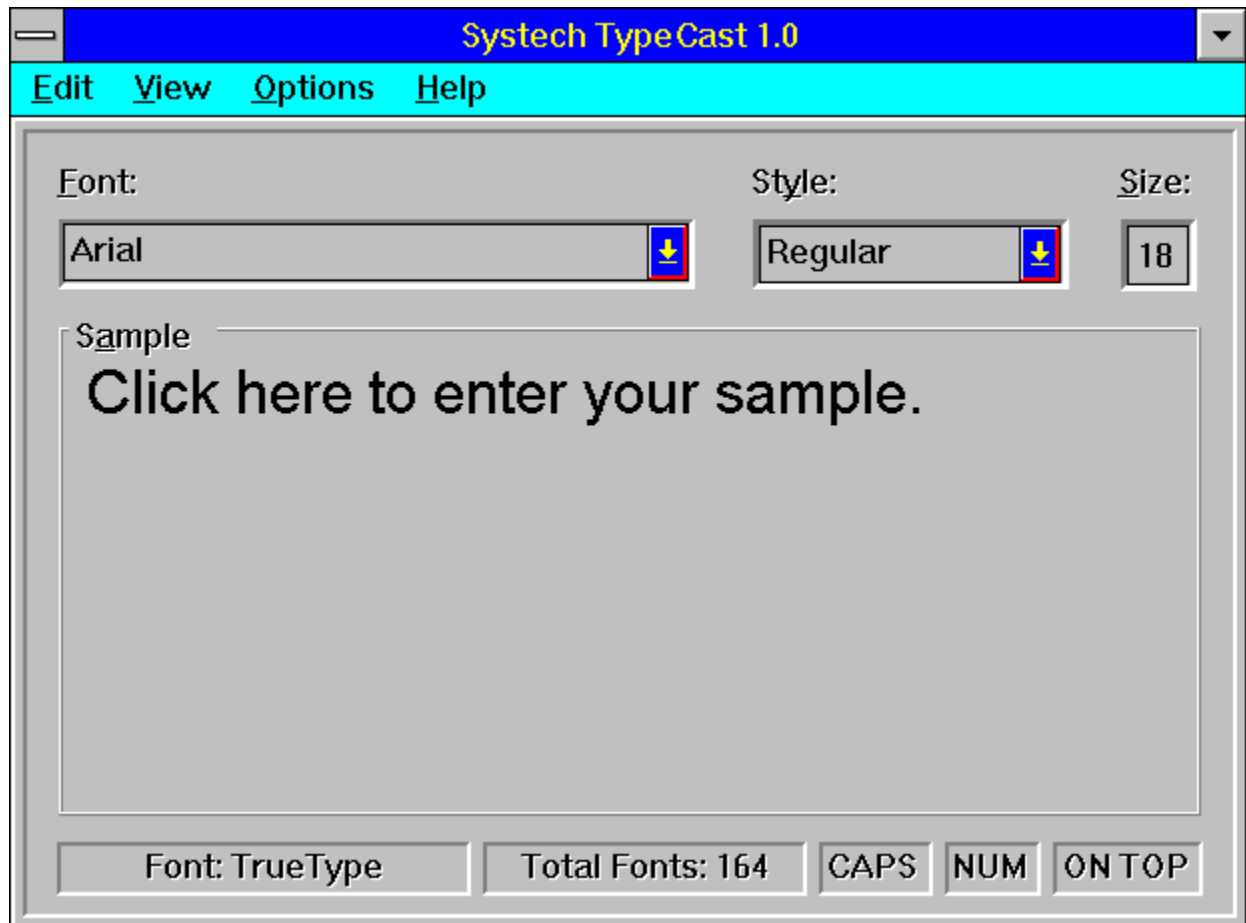 Systech TypeCast 1.0
Edit View Options Help
Font: Style: Size:
Arial Regular 18
Sample
Click here to enter your sample.
Font: TrueType Total Fonts: 164 CAPS NUM ON TOP